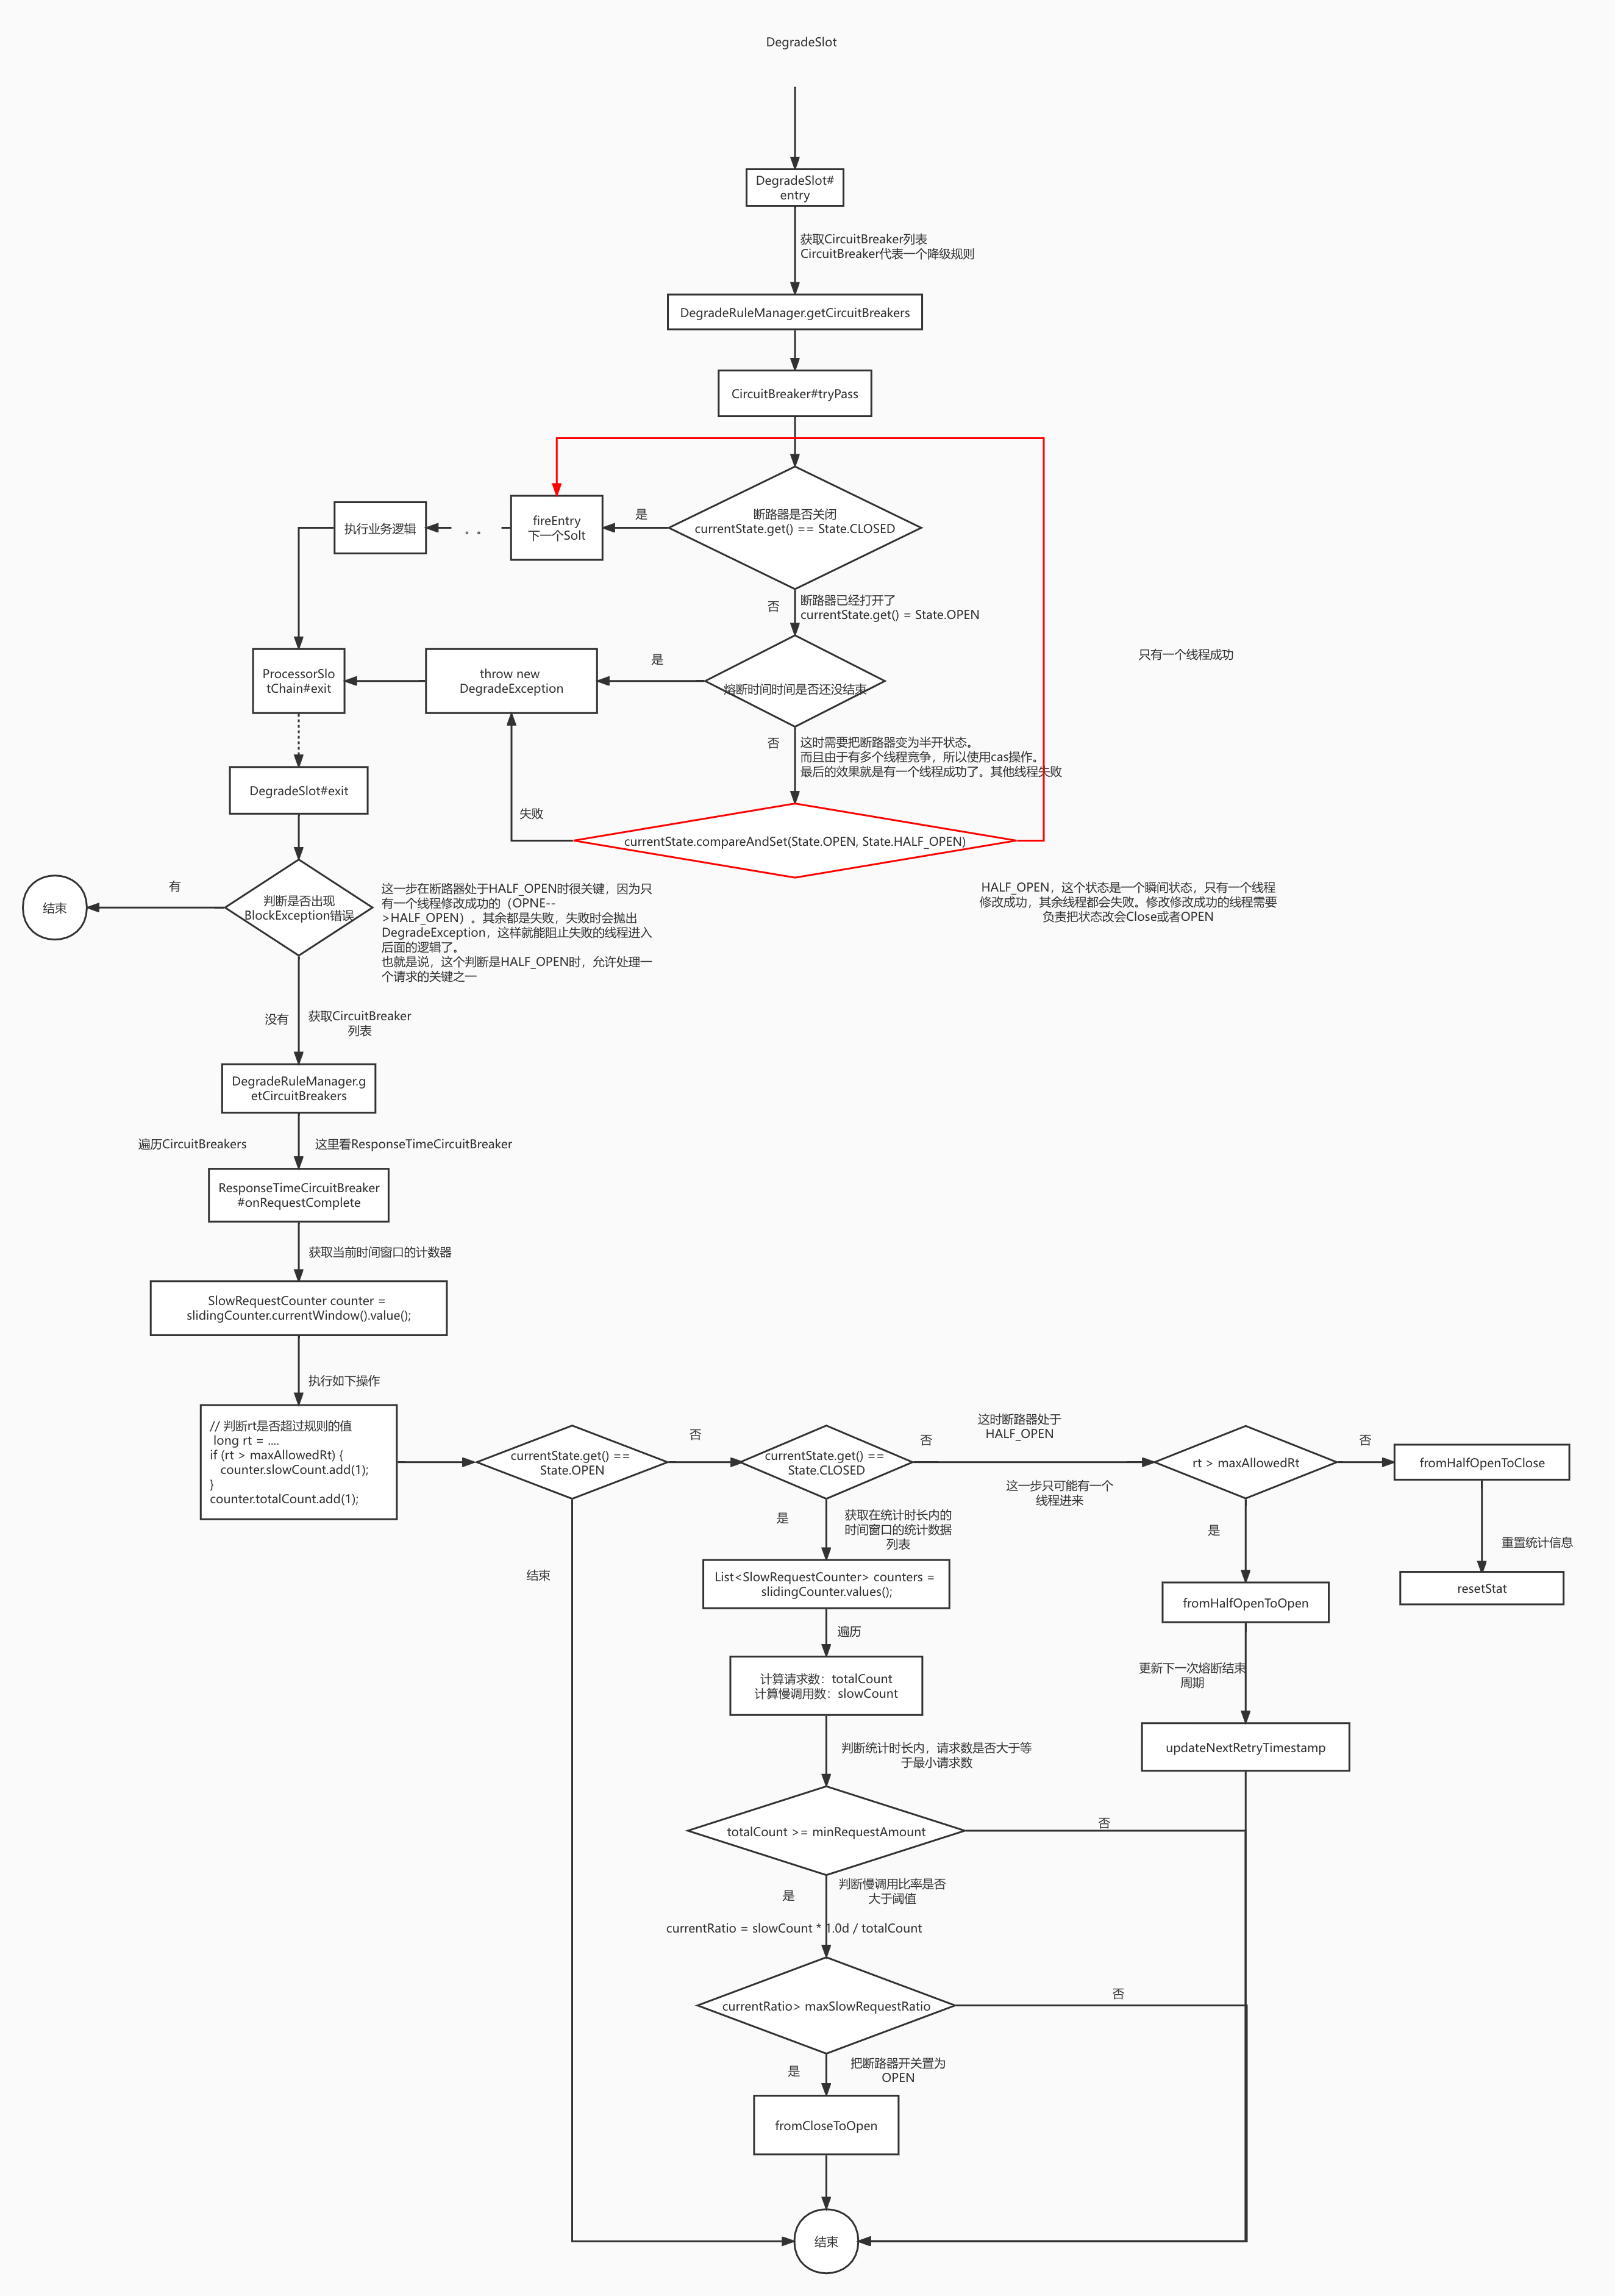 DegradeSlot
DegradeSlot#
entry
获取CircuitBreaker列表
CircuitBreaker代表一个降级规则
DegradeRuleManager.getCircuitBreakers
CircuitBreaker#tryPass
断路器是否关闭
currentState.get() == State.CLOSED
是
fireEntry
下一个Solt
. .
执行业务逻辑
否
断路器已经打开了
currentState.get() = State.OPEN
只有一个线程成功
熔断时间时间是否还没结束
是
throw new
DegradeException
ProcessorSlo
tChain#exit
否
这时需要把断路器变为半开状态。
而且由于有多个线程竞争，所以使用cas操作。
最后的效果就是有一个线程成功了。其他线程失败
DegradeSlot#exit
失败
currentState.compareAndSet(State.OPEN, State.HALF_OPEN)
HALF_OPEN，这个状态是一个瞬间状态，只有一个线程
修改成功，其余线程都会失败。修改修改成功的线程需要
负责把状态改会Close或者OPEN
有
结束
判断是否出现
BlockException错误
这一步在断路器处于HALF_OPEN时很关键，因为只
有一个线程修改成功的（OPNE--
>HALF_OPEN）。其余都是失败，失败时会抛出
DegradeException，这样就能阻止失败的线程进入
后面的逻辑了。
也就是说，这个判断是HALF_OPEN时，允许处理一
个请求的关键之一
没有
获取CircuitBreaker
列表
DegradeRuleManager.g
etCircuitBreakers
遍历CircuitBreakers
这里看ResponseTimeCircuitBreaker
ResponseTimeCircuitBreaker
#onRequestComplete
获取当前时间窗口的计数器
SlowRequestCounter counter =
slidingCounter.currentWindow().value();
执行如下操作
// 判断rt是否超过规则的值
long rt = ....
if (rt > maxAllowedRt) {
counter.slowCount.add(1);
}
counter.totalCount.add(1);
currentState.get() ==
State.OPEN
否
currentState.get() ==
State.CLOSED
否
这时断路器处于
HALF_OPEN
这一步只可能有一个
线程进来
rt > maxAllowedRt
否
fromHalfOpenToClose
重置统计信息
resetStat
是
获取在统计时长内的
时间窗口的统计数据
列表
是
结束
List<SlowRequestCounter> counters =
slidingCounter.values();
fromHalfOpenToOpen
遍历
计算请求数：totalCount
计算慢调用数：slowCount
更新下一次熔断结束
周期
updateNextRetryTimestamp
判断统计时长内，请求数是否大于等
于最小请求数
totalCount >= minRequestAmount
否
是
判断慢调用比率是否
大于阈值
currentRatio = slowCount * 1.0d / totalCount
currentRatio> maxSlowRequestRatio
否
是
把断路器开关置为
OPEN
fromCloseToOpen
结束